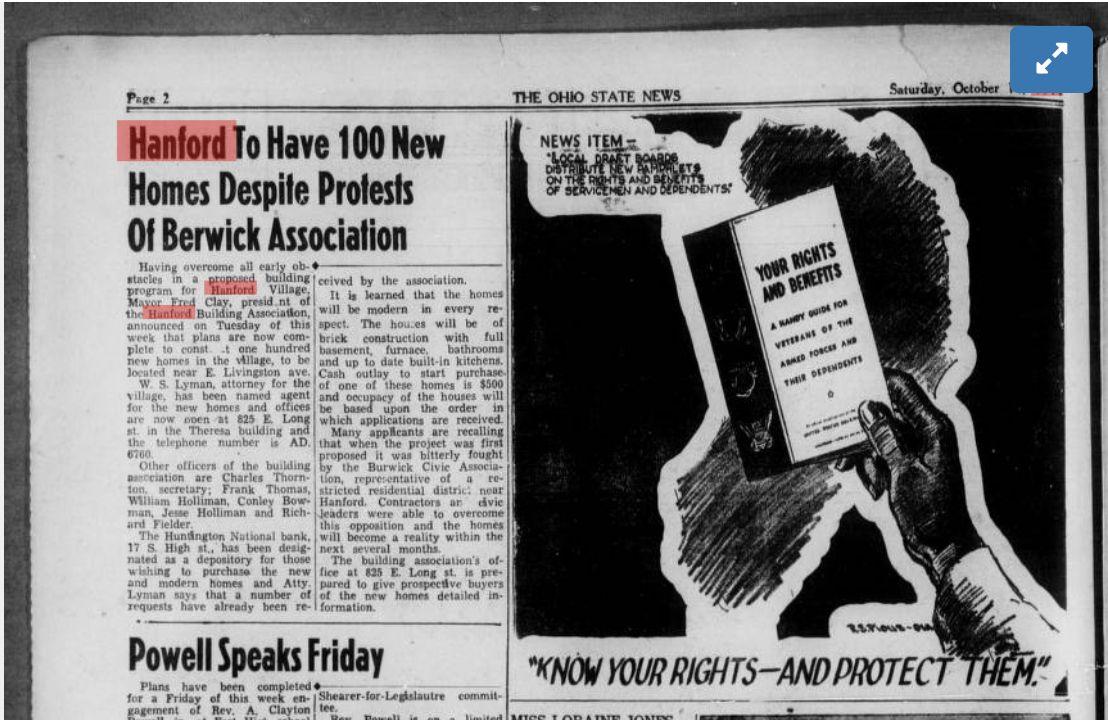 Page 2
THE OHIO STATE NEWS
Saturday, October
Hanford To Have 100 New
Homes Despite Protests
Of Berwick Association
Having overcome all early ob-
stacles in a proposed building
program for Hanford Village,
Mayor Fred Clay, presid nt of
the Hanford Building Association,
announced on Tuesday of this
week that plans are now com-
plete to const t one hundred
new homes in the village, to be
located near E. Livingston ave.
W. S. Lyman, attorney for the
village, has been named agent
for the new homes and offices
are now open at 825 E. Long
st. in the Theresa building and
the telephone number is AD.
6760.
Other officers of the building
association are Charles Thorn-
ton, secretary; Frank Thomas,
William Holliman, Conley Bow-
man, Jesse Holliman and Rich-
ard Fielder.
The Huntington National bank,
17 S. High st., has been desig-
nated as a depository for those
wishing to purchase the new
and modern homes and Atty.
Lyman says that a number of
requests have already been re-
ceived by the association.
It is learned that the homes
will be modern in every re-
spect. The houses will be of
brick construction with full
basement, furnace, bathrooms
and up to date built-in kitchens.
Cash outlay to start purchase
of one of these homes is $500
and occupacy of the houses will
be based upon the order in
which applications are received.
Many applicants are recalling
that when the project was first
proposed it was bitterly fought
by the Burwick Civic Associa-
tion, representative of a re-
stricted residential district near
Hanford. Contractors an civic
leaders were able to overcome
this opposition and the homes
will become a reality within the
next several months.
The building association's of-
fice at 825 E. Long st. is pre-
pared to give prospective buyers
of the new homes detailed in-
formation.
NEWS ITEM—
"LOCAL DRAFT BOARDS
DISTRIBUTE NEW PAMPHLETS
ON THE RIGHTS AND BENEFITS
OF SERVICEMEN AND DEPENDENTS."
YOUR RIGHTS
AND BENEFITS
A HANDY GUIDE FOR
VETERANS OF THE
ARMED FORCES AND
THEIR DEPENDENTS
"KNOW YOUR RIGHTS—AND PROTECT THEM."
Powell Speaks Friday
Plans have been completed
for a Friday of this week en-
gagement of Rev. A. Clayton
Shearer-for-Legislautre commit-
tee.
Rev. Powell is on a limited
MISS LORAINE JONES